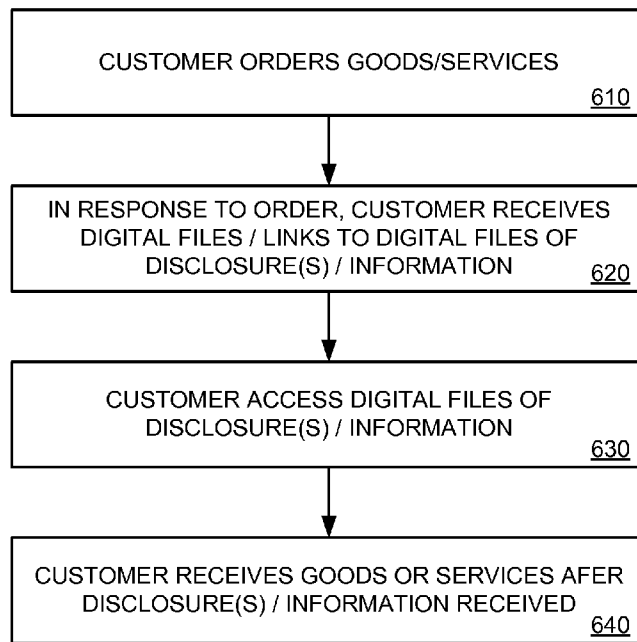 CUSTOMER ORDERS GOODS/SERVICES
610
IN RESPONSE TO ORDER, CUSTOMER RECEIVES
DIGITAL FILES / LINKS TO DIGITAL FILES OF
DISCLOSURE(S) / INFORMATION
620
CUSTOMER ACCESS DIGITAL FILES OF
DISCLOSURE(S) / INFORMATION
630
CUSTOMER RECEIVES GOODS OR SERVICES AFER
DISCLOSURE(S) / INFORMATION RECEIVED
640